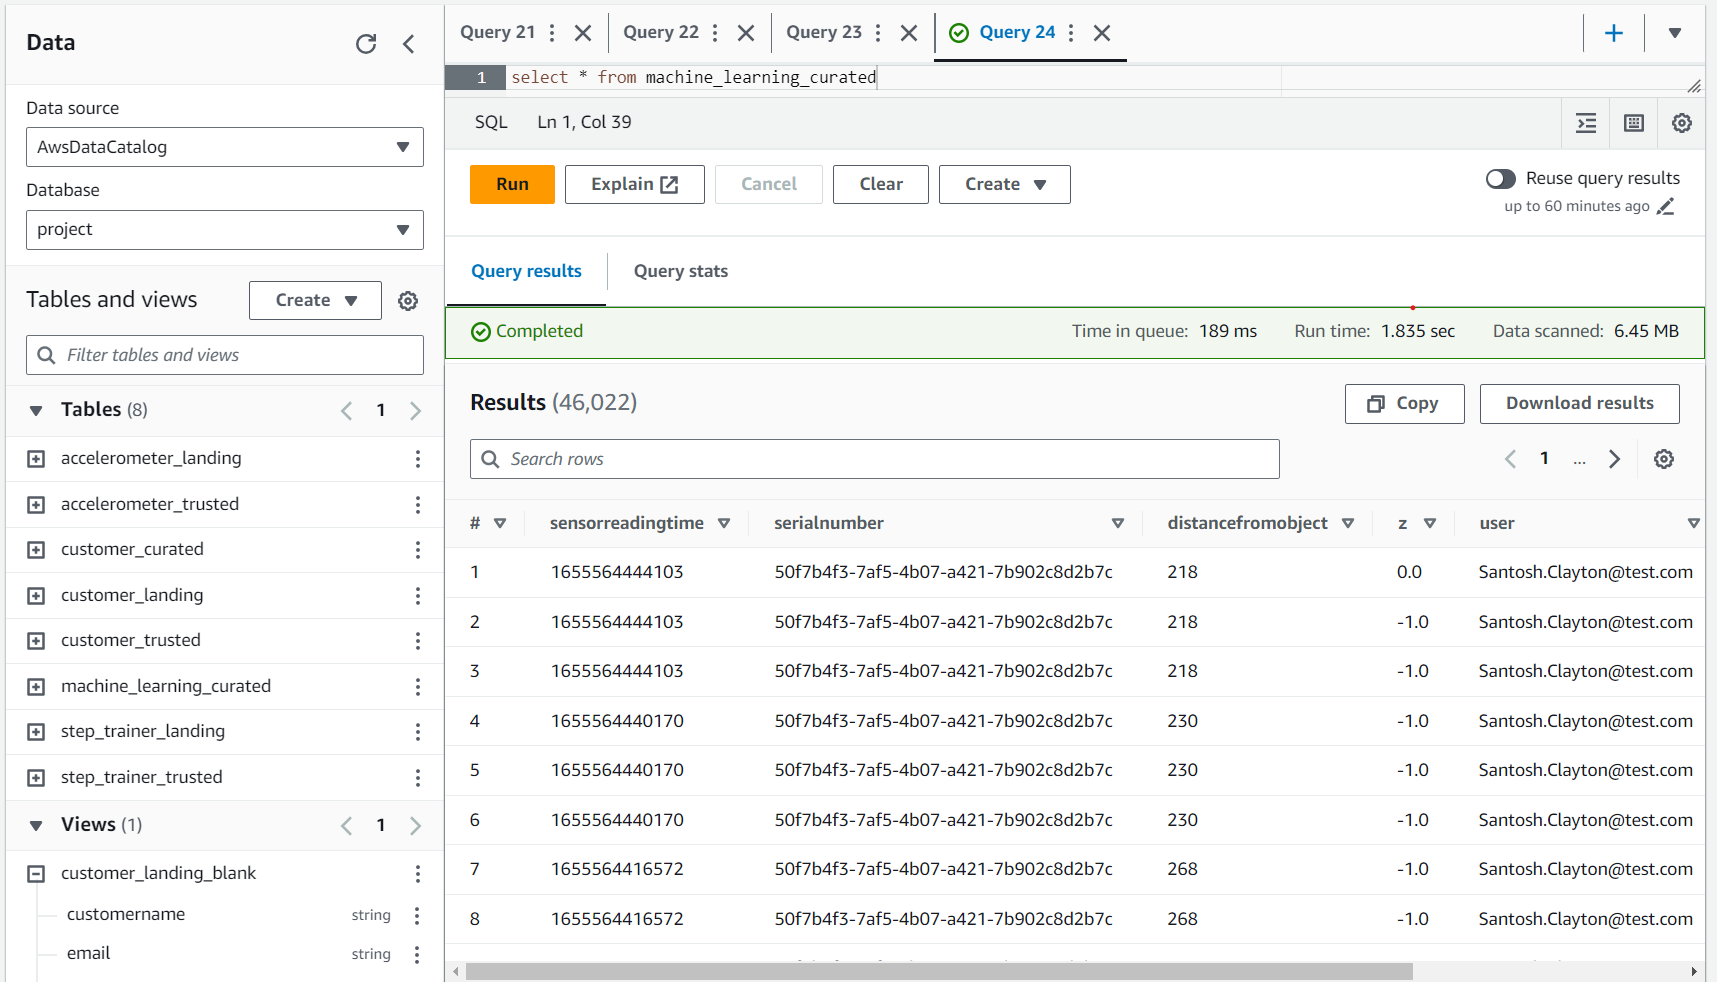 Data
Data source
AwsDataCatalog
Database
project
Tables and views
Create
Filter tables and views
Tables (8)
1
accelerometer_landing
accelerometer_trusted
customer_curated
customer_landing
customer_trusted
machine_learning_curated
step_trainer_landing
step_trainer_trusted
Views (1)
1
customer_landing_blank
customername string
email string
Query 21 Query 22 Query 23 Query 24
1 select * from machine_learning_curated
SQL Ln 1, Col 39
Run Explain Cancel Clear Create
Reuse query results
up to 60 minutes ago
Query results Query stats
Completed Time in queue: 189 ms Run time: 1.835 sec Data scanned: 6.45 MB
Results (46,022) Copy Download results
Search rows 1 ...
# sensorreadingtime serialnumber distancefromobject z user
1 1655564444103 50f7b4f3-7af5-4b07-a421-7b902c8d2b7c 218 0.0 Santosh.Clayton@test.com
2 1655564444103 50f7b4f3-7af5-4b07-a421-7b902c8d2b7c 218 -1.0 Santosh.Clayton@test.com
3 1655564444103 50f7b4f3-7af5-4b07-a421-7b902c8d2b7c 218 -1.0 Santosh.Clayton@test.com
4 1655564440170 50f7b4f3-7af5-4b07-a421-7b902c8d2b7c 230 -1.0 Santosh.Clayton@test.com
5 1655564440170 50f7b4f3-7af5-4b07-a421-7b902c8d2b7c 230 -1.0 Santosh.Clayton@test.com
6 1655564440170 50f7b4f3-7af5-4b07-a421-7b902c8d2b7c 230 -1.0 Santosh.Clayton@test.com
7 1655564416572 50f7b4f3-7af5-4b07-a421-7b902c8d2b7c 268 -1.0 Santosh.Clayton@test.com
8 1655564416572 50f7b4f3-7af5-4b07-a421-7b902c8d2b7c 268 -1.0 Santosh.Clayton@test.com